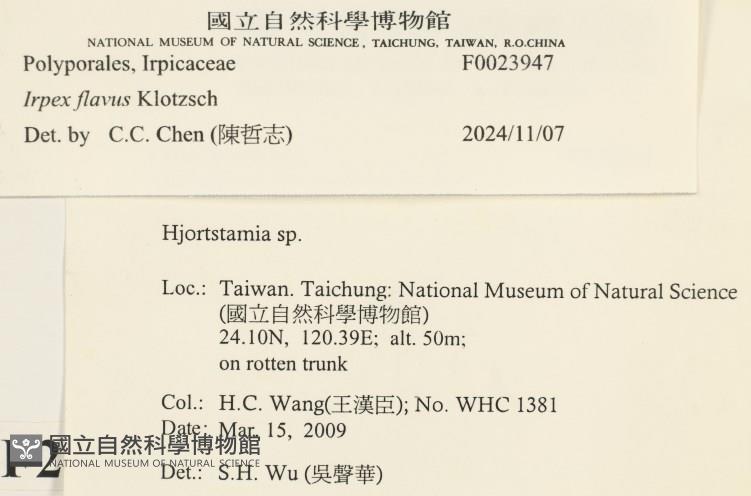 國立自然科學博物館
NATIONAL MUSEUM OF NATURAL SCIENCE, TAICHUNG, TAIWAN, R.O.CHINA
Polyporales, Irpicaceae F0023947
Irpex flavus Klotzsch
Det. by C.C. Chen (陳哲志) 2024/11/07
Hjortstamia sp.
Loc.: Taiwan. Taichung: National Museum of Natural Science
(國立自然科學博物館)
24.10N, 120.39E; alt. 50m;
on rotten trunk
Col.: H.C. Wang(王漢臣); No. WHC 1381
Date: Mar. 15, 2009
國立自然科學博物館
NATIONAL MUSEUM OF NATURAL SCIENCE
Det.: S.H. Wu (吳聲華)